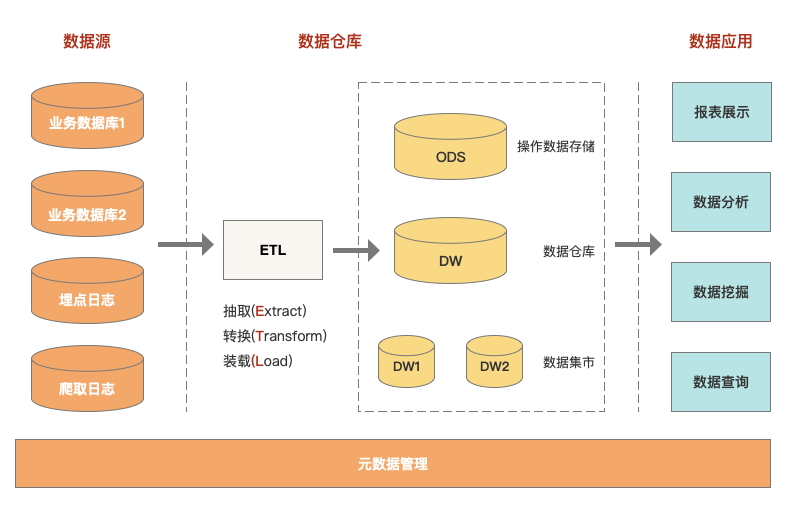 数据源
数据仓库
数据应用
业务数据库1
业务数据库2
埋点日志
爬取日志
ETL
抽取(Extract)
转换(Transform)
装载(Load)
ODS
操作数据存储
DW
数据仓库
DW1
DW2
数据集市
报表展示
数据分析
数据挖掘
数据查询
元数据管理